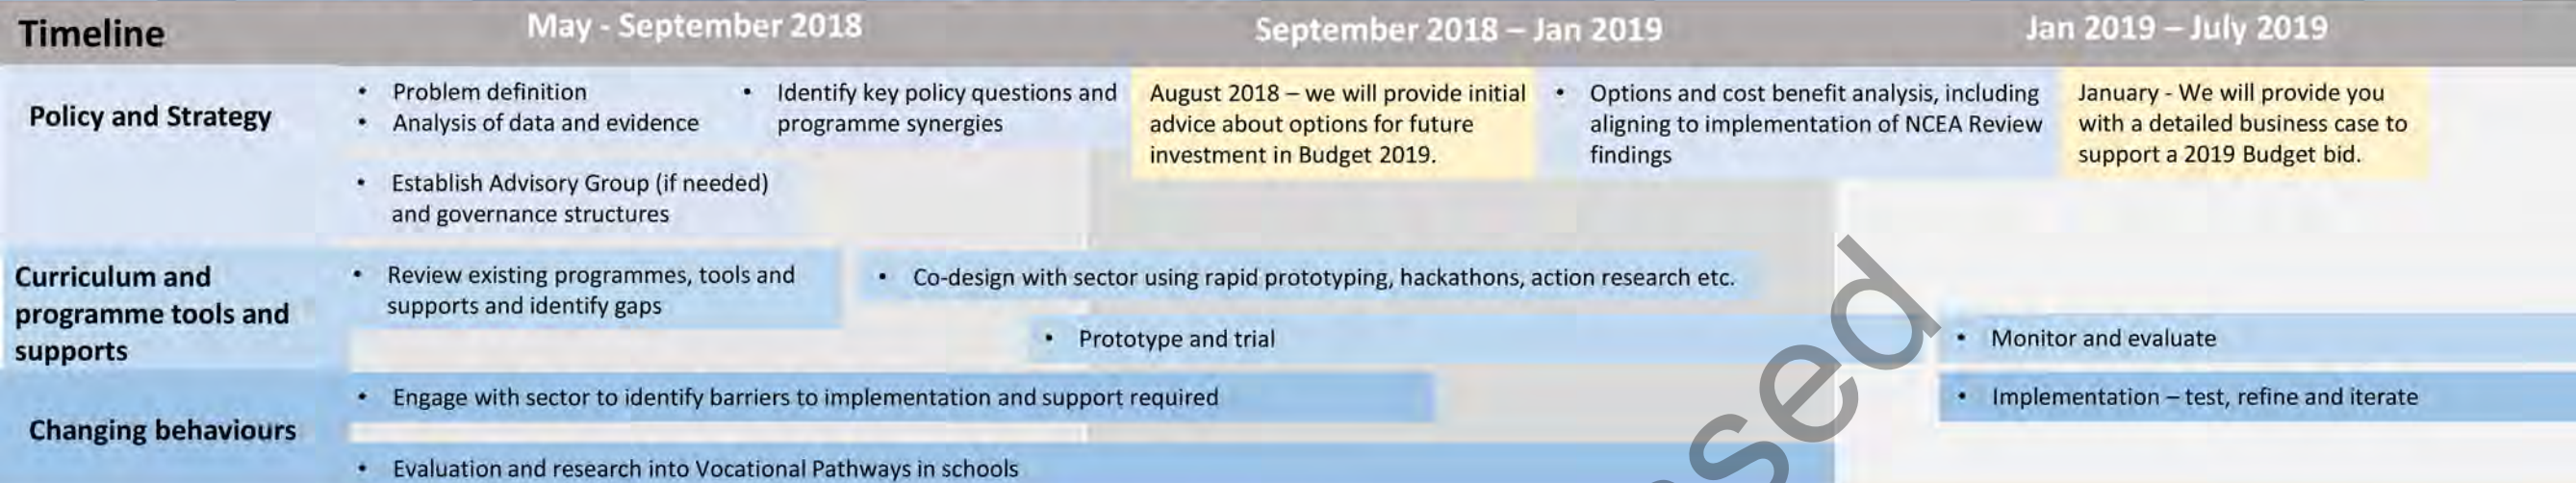 Timeline
May - September 2018
September 2018 – Jan 2019
Jan 2019 – July 2019
Policy and Strategy
• Problem definition
• Analysis of data and evidence
• Establish Advisory Group (if needed)
and governance structures
• Identify key policy questions and
programme synergies
August 2018 – we will provide initial
advice about options for future
investment in Budget 2019.
• Options and cost benefit analysis, including
aligning to implementation of NCEA Review
findings
January - We will provide you
with a detailed business case to
support a 2019 Budget bid.
Curriculum and
programme tools and
supports
• Review existing programmes, tools and
supports and identify gaps
• Co-design with sector using rapid prototyping, hackathons, action research etc.
• Prototype and trial
• Monitor and evaluate
Changing behaviours
• Engage with sector to identify barriers to implementation and support required
• Implementation – test, refine and iterate
• Evaluation and research into Vocational Pathways in schools